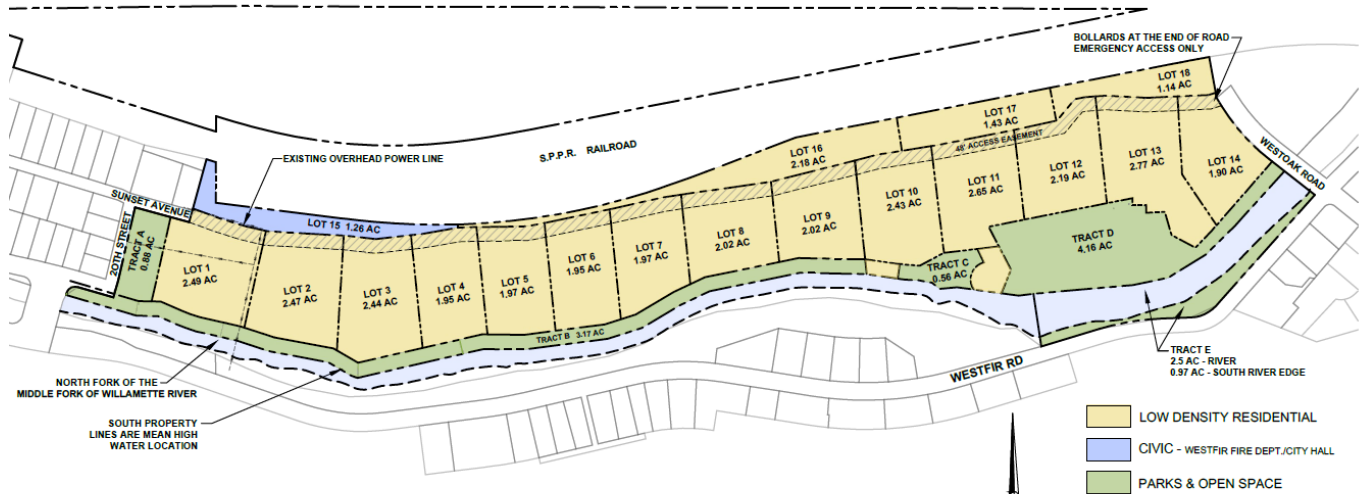 BOLLARDS AT THE END OF ROAD
EMERGENCY ACCESS ONLY
LOT 18
1.14 AC
LOT 17
1.43 AC
48' ACCESS EASEMENT
EXISTING OVERHEAD POWER LINE
S.P.P.R. RAILROAD
LOT 16
2.18 AC
WESTOAK ROAD
SUNSET AVENUE
20TH STREET
TRACT A
0.88 AC
LOT 15 1.26 AC
LOT 1
2.49 AC
LOT 2
2.47 AC
LOT 3
2.44 AC
LOT 4
1.95 AC
LOT 5
1.97 AC
LOT 6
1.95 AC
LOT 7
1.97 AC
LOT 8
2.02 AC
LOT 9
2.02 AC
LOT 10
2.43 AC
LOT 11
2.65 AC
LOT 12
2.19 AC
LOT 13
2.77 AC
LOT 14
1.90 AC
TRACT B 3.17 AC
TRACT C
0.56 AC
TRACT D
4.16 AC
TRACT E
2.5 AC - RIVER
0.97 AC - SOUTH RIVER EDGE
WESTFIR RD
NORTH FORK OF THE
MIDDLE FORK OF WILLAMETTE RIVER
SOUTH PROPERTY
LINES ARE MEAN HIGH
WATER LOCATION
LOW DENSITY RESIDENTIAL
CIVIC - WESTFIR FIRE DEPT./CITY HALL
PARKS & OPEN SPACE